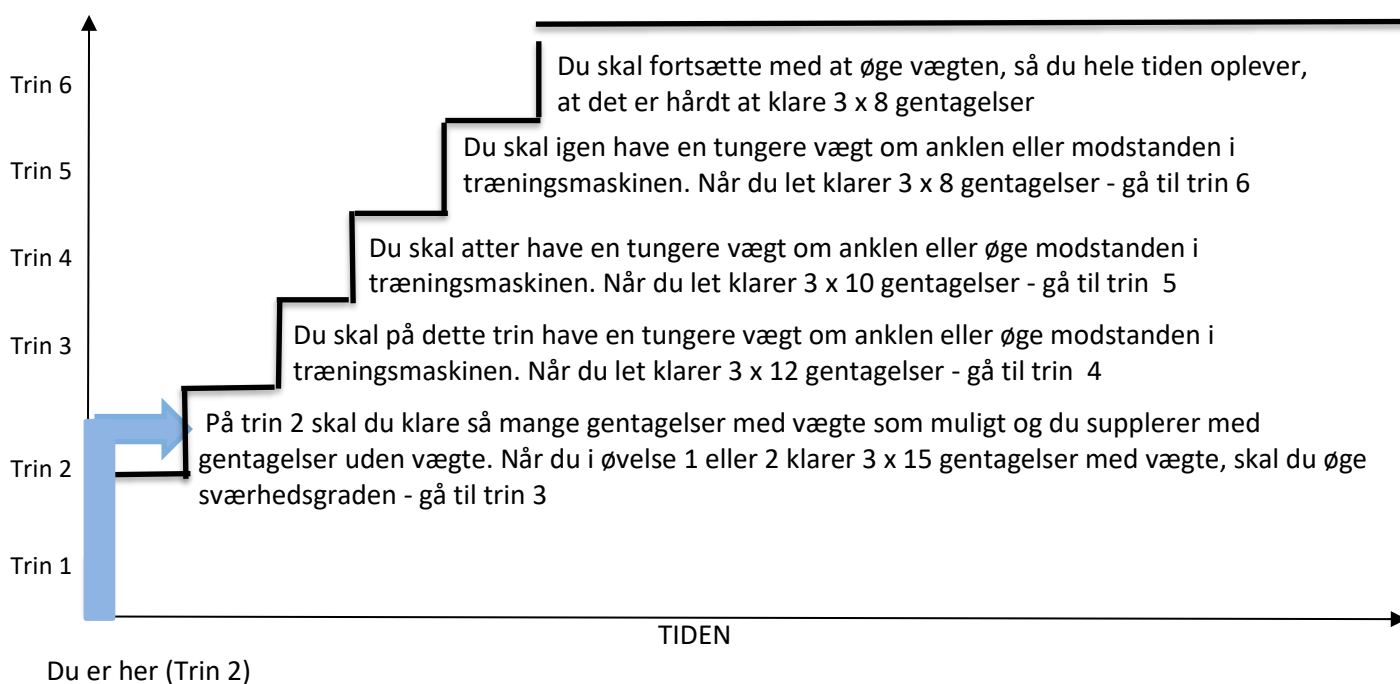 Trin 6
Du skal fortsætte med at øge vægten, så du hele tiden oplever,
at det er hårdt at klare 3 x 8 gentagelser
Trin 5
Du skal igen have en tungere vægt om anklen eller modstanden i
træningsmaskinen. Når du let klarer 3 x 8 gentagelser - gå til trin 6
Trin 4
Du skal atter have en tungere vægt om anklen eller øge modstanden i
træningsmaskinen. Når du let klarer 3 x 10 gentagelser - gå til trin 5
Trin 3
Du skal på dette trin have en tungere vægt om anklen eller øge modstanden i
træningsmaskinen. Når du let klarer 3 x 12 gentagelser - gå til trin 4
Trin 2
På trin 2 skal du klare så mange gentagelser med vægte som muligt og du supplerer med
gentagelser uden vægte. Når du i øvelse 1 eller 2 klarer 3 x 15 gentagelser med vægte, skal du øge
sværhedsgraden - gå til trin 3
Trin 1
TIDEN
Du er her (Trin 2)